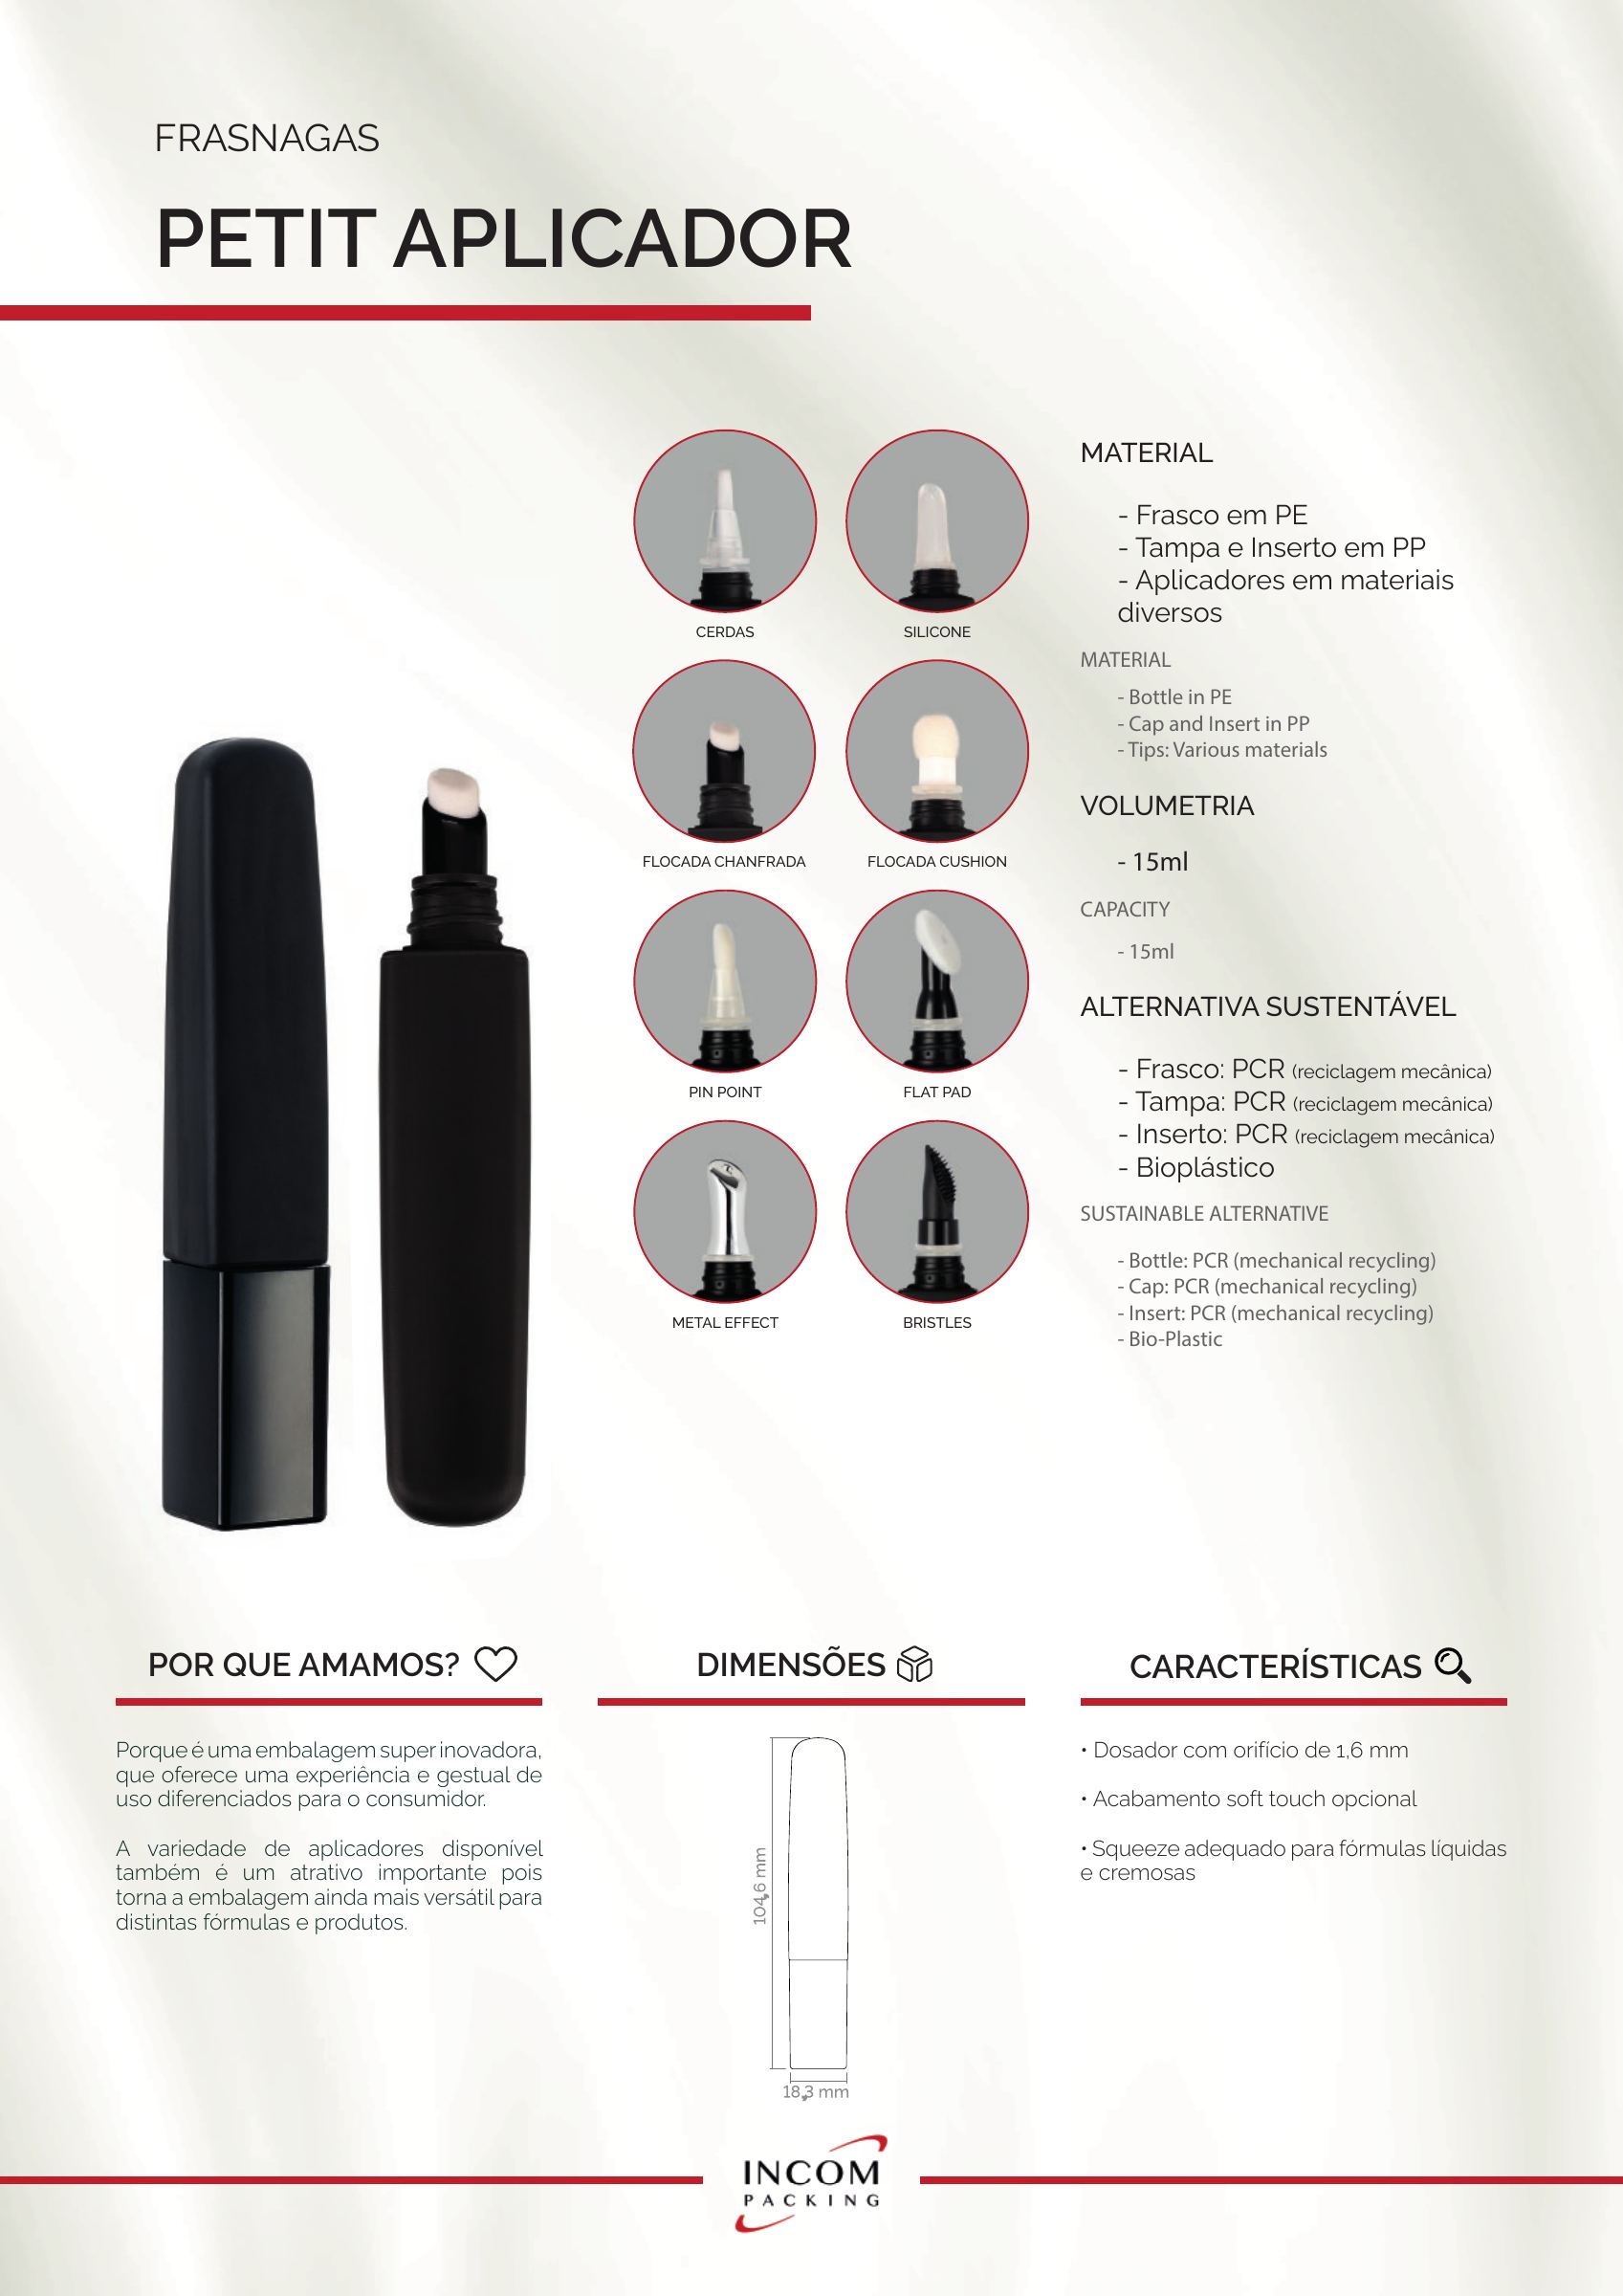 FRASNAGAS
PETIT APLICADOR
CERDAS
SILICONE
FLOCADA CHANFRADA
FLOCADA CUSHION
PIN POINT
FLAT PAD
METAL EFFECT
BRISTLES
MATERIAL
- Frasco em PE
- Tampa e Inserto em PP
- Aplicadores em materiais
diversos
MATERIAL
- Bottle in PE
- Cap and Insert in PP
- Tips: Various materials
VOLUMETRIA
- 15ml
CAPACITY
- 15ml
ALTERNATIVA SUSTENTÁVEL
- Frasco: PCR (reciclagem mecânica)
- Tampa: PCR (reciclagem mecânica)
- Inserto: PCR (reciclagem mecânica)
- Bioplástico
SUSTAINABLE ALTERNATIVE
- Bottle: PCR (mechanical recycling)
- Cap: PCR (mechanical recycling)
- Insert: PCR (mechanical recycling)
- Bio-Plastic
POR QUE AMAMOS?
Porque é uma embalagem super inovadora,
que oferece uma experiência e gestual de
uso diferenciados para o consumidor.
A variedade de aplicadores disponível
também é um atrativo importante pois
torna a embalagem ainda mais versátil para
distintas fórmulas e produtos.
DIMENSÕES
104,6 mm
18,3 mm
CARACTERÍSTICAS
• Dosador com orifício de 1,6 mm
• Acabamento soft touch opcional
• Squeeze adequado para fórmulas líquidas
e cremosas
INCOM
PACKING